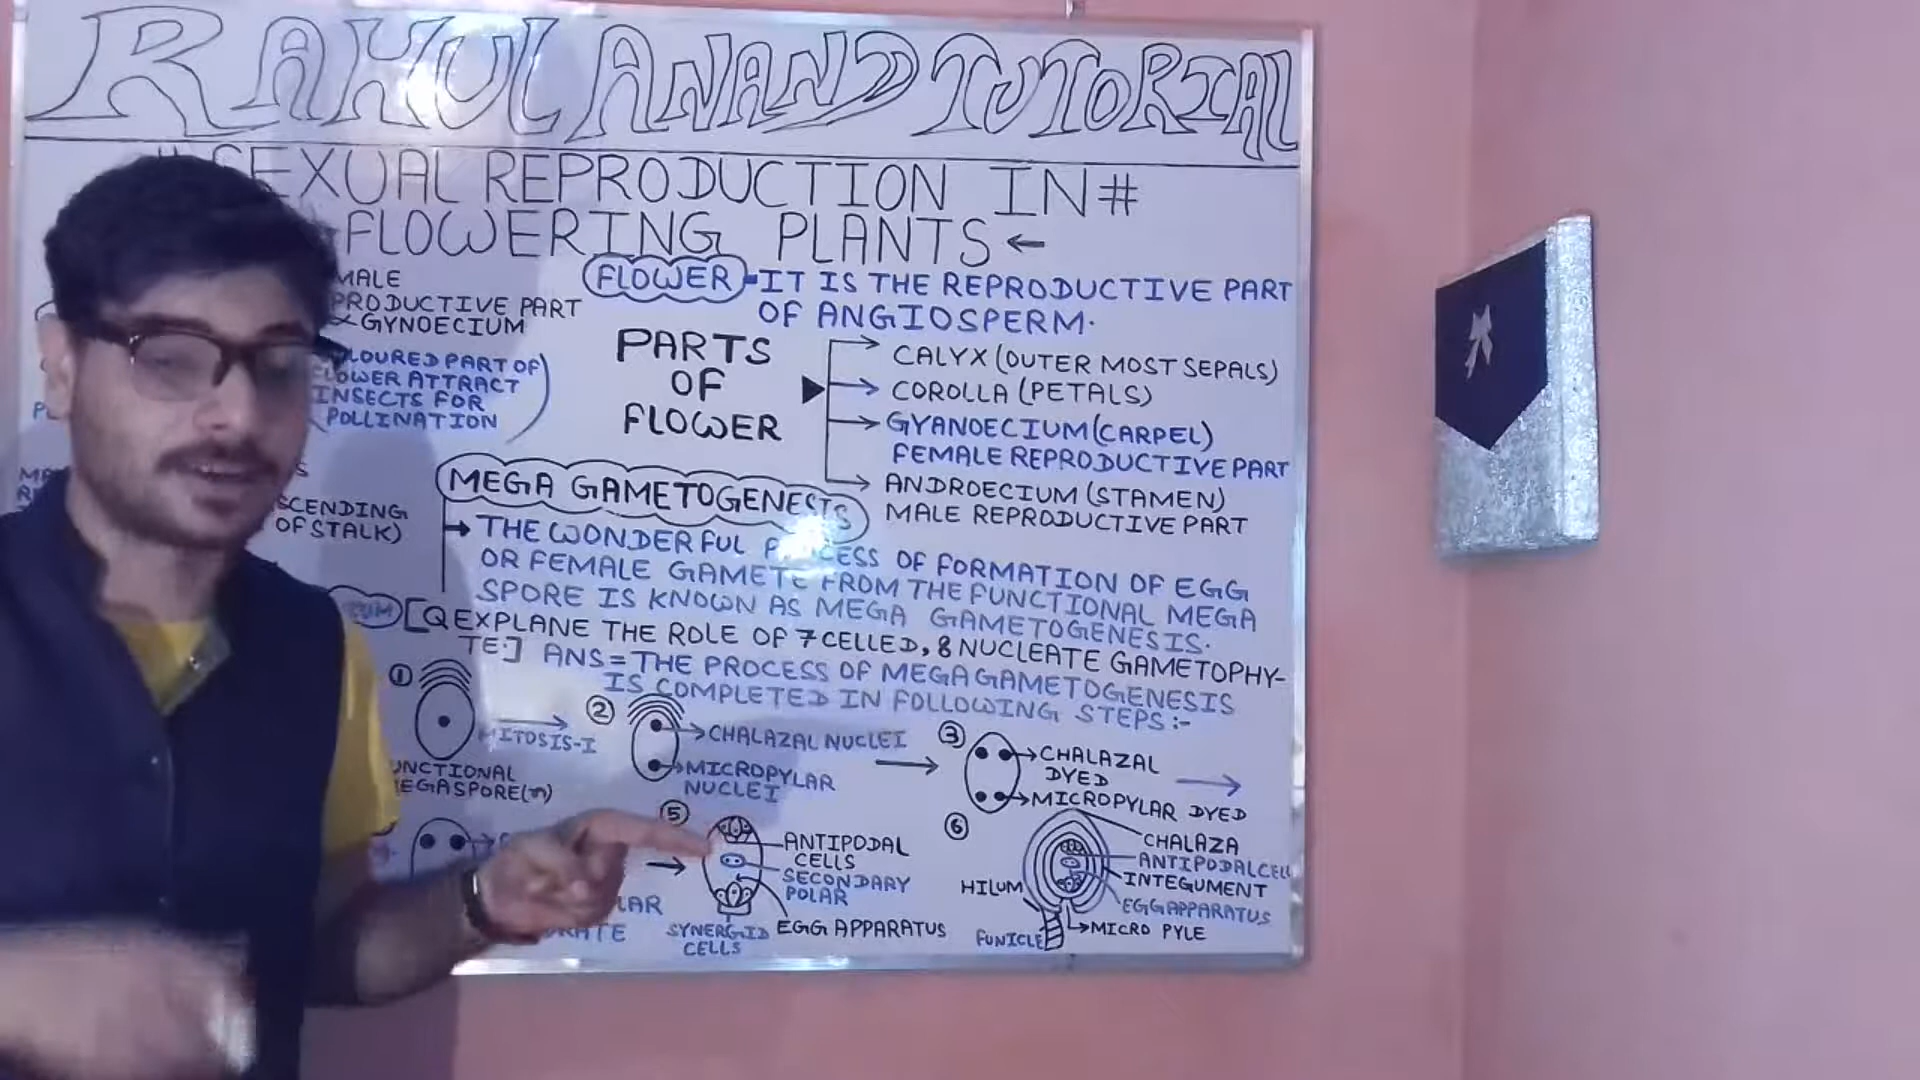 RAHUL ANAND TUTORIAL
SEXUAL REPRODUCTION IN #
FLOWERING PLANTS ←
MALE
PRODUCTIVE PART
GYNOECIUM
LOURED PART OF
LOWER ATTRACT
INSECTS FOR
POLLINATION
SCENDING
OF STALK)
FLOWER - IT IS THE REPRODUCTIVE PART
OF ANGIOSPERM.
PARTS
OF
FLOWER
CALYX (OUTER MOST SEPALS)
COROLLA (PETALS)
GYANOECIUM (CARPEL)
FEMALE REPRODUCTIVE PART
ANDROECIUM (STAMEN)
MALE REPRODUCTIVE PART
MEGA GAMETOGENESIS
→ THE WONDERFUL PROCESS OF FORMATION OF EGG
OR FEMALE GAMETE FROM THE FUNCTIONAL MEGA
SPORE IS KNOWN AS MEGA GAMETOGENESIS.
[Q EXPLANE THE ROLE OF 7 CELLED, 8 NUCLEATE GAMETOPHY-
TE:] ANS = THE PROCESS OF MEGAGAMETOGENESIS
IS COMPLETED IN FOLLOWING STEPS :-
①
MITOSIS-I
UNCTIONAL
EGASPORE(n)
②
CHALAZAL NUCLEI
MICROPYLAR
NUCLEI
③
CHALAZAL
DYED
MICROPYLAR DYED
LAR
⑤
ANTIPODAL
CELLS
SECONDARY
POLAR
EGG APPARATUS
SYNERGID
CELLS
⑥
CHALAZA
ANTIPODAL CELL
INTEGUMENT
EGG APPARATUS
MICRO PYLE
HILUM
FUNICLE